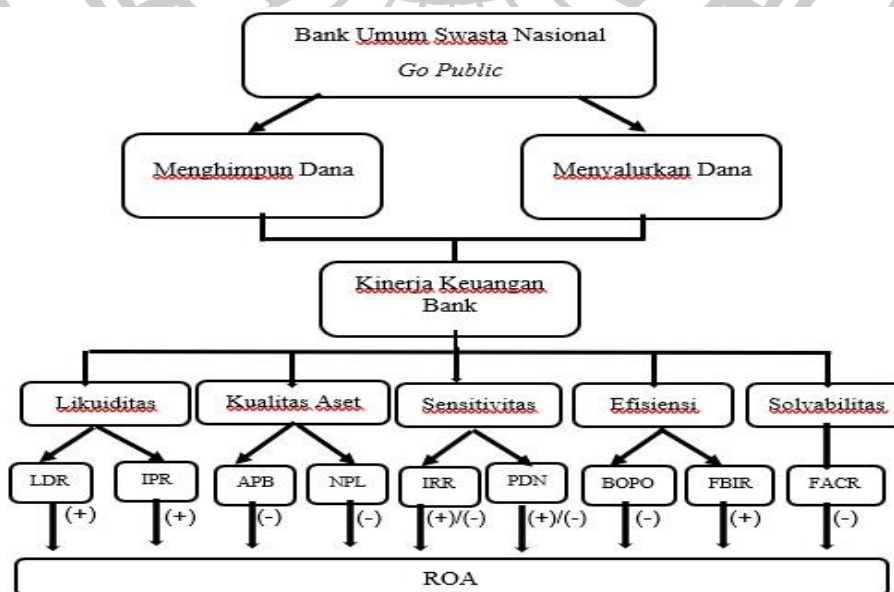 Bank Umum Swasta Nasional
Go Public
Menghimpun Dana
Menyalurkan Dana
Kinerja Keuangan
Bank
Likuiditas
Kualitas Aset
Sensitivitas
Efisiensi
Solvabilitas
LDR
IPR
APB
NPL
IRR
PDN
BOPO
FBIR
FACR
(+)
(+)
(-)
(-)
(+)/(-)
(+)/(-)
(-)
(+)
(-)
ROA